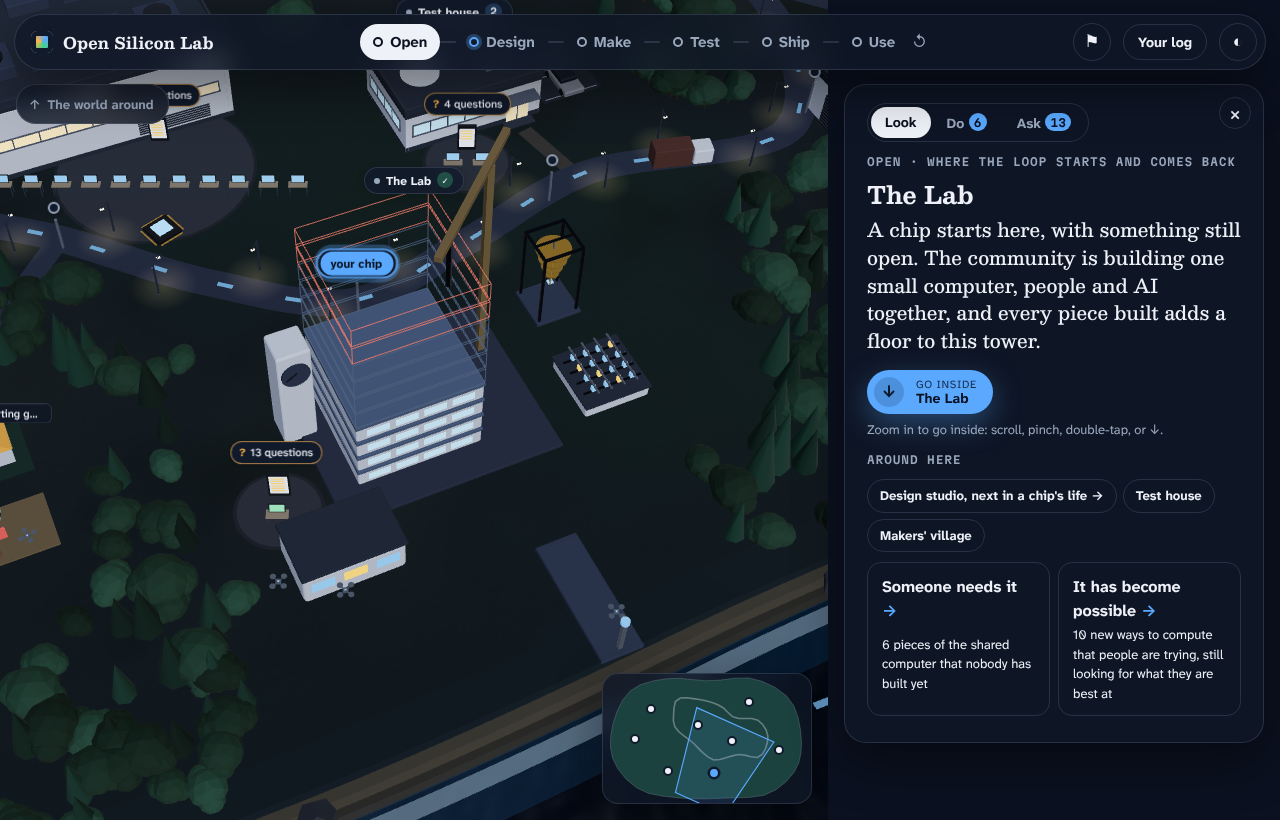 Test house 2
Open Silicon Lab
Open
Design
Make
Test
Ship
Use
Your log
↑ The world around
tions
? 4 questions
The Lab ✓
your chip
ting g...
? 13 questions
Look
Do 6
Ask 13
OPEN · WHERE THE LOOP STARTS AND COMES BACK
The Lab
A chip starts here, with something still
open. The community is building one
small computer, people and AI
together, and every piece built adds a
floor to this tower.
GO INSIDE
The Lab
Zoom in to go inside: scroll, pinch, double-tap, or ↓.
AROUND HERE
Design studio, next in a chip's life →
Test house
Makers' village
Someone needs it
→
6 pieces of the shared
computer that nobody has
built yet
It has become
possible →
10 new ways to compute
that people are trying, still
looking for what they are
best at